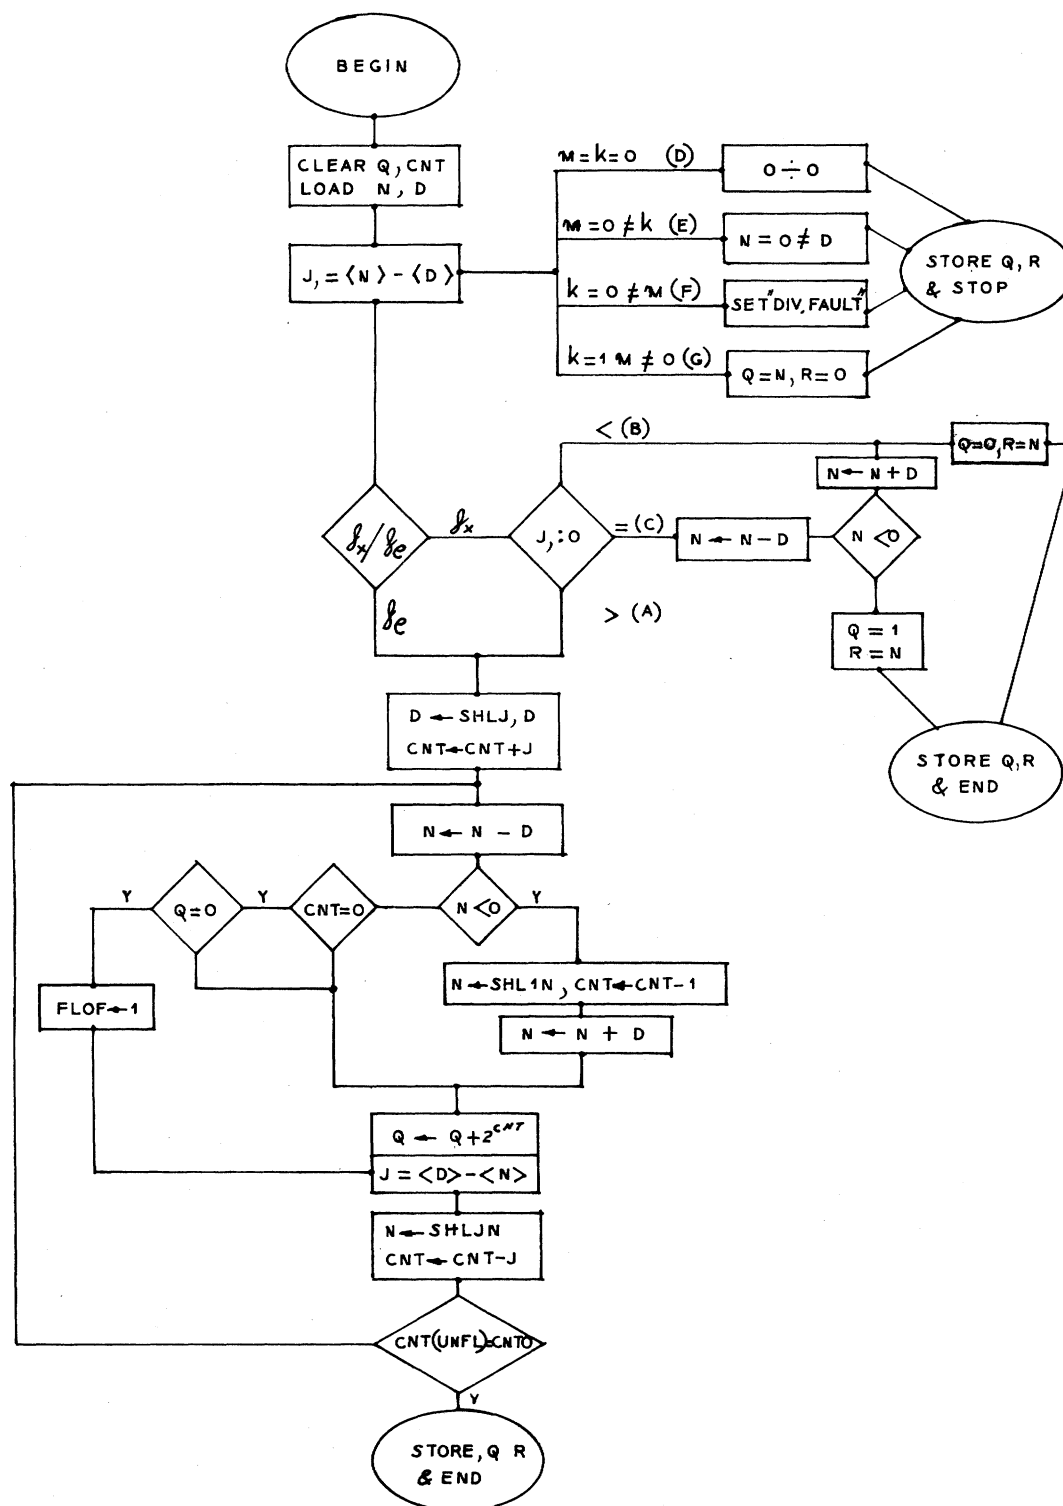 BEGIN
CLEAR Q, CNT
LOAD N, D
J, = <N> - <D>
M = k = 0 (D)
0 ÷ 0
M = 0 ≠ k (E)
N = 0 ≠ D
k = 0 ≠ M (F)
SET "DIV, FAULT"
k = 1 M ≠ 0 (G)
Q = N, R = 0
STORE Q, R
& STOP
< (B)
Q=0, R=N
N ← N + D
J, : 0
= (C)
N ← N - D
N < 0
> (A)
Q = 1
R = N
STORE Q, R
& END
D ← SHLJ, D
CNT ← CNT + J
N ← N - D
Y
Q = 0
Y
CNT = 0
N < 0
Y
FLOF ← 1
N ← SHL1N, CNT ← CNT - 1
N ← N + D
Q ← Q + 2^CNT
J = <D> - <N>
N ← SHLJN
CNT ← CNT - J
CNT(UNFL)=CNT0
Y
STORE, Q R
& END